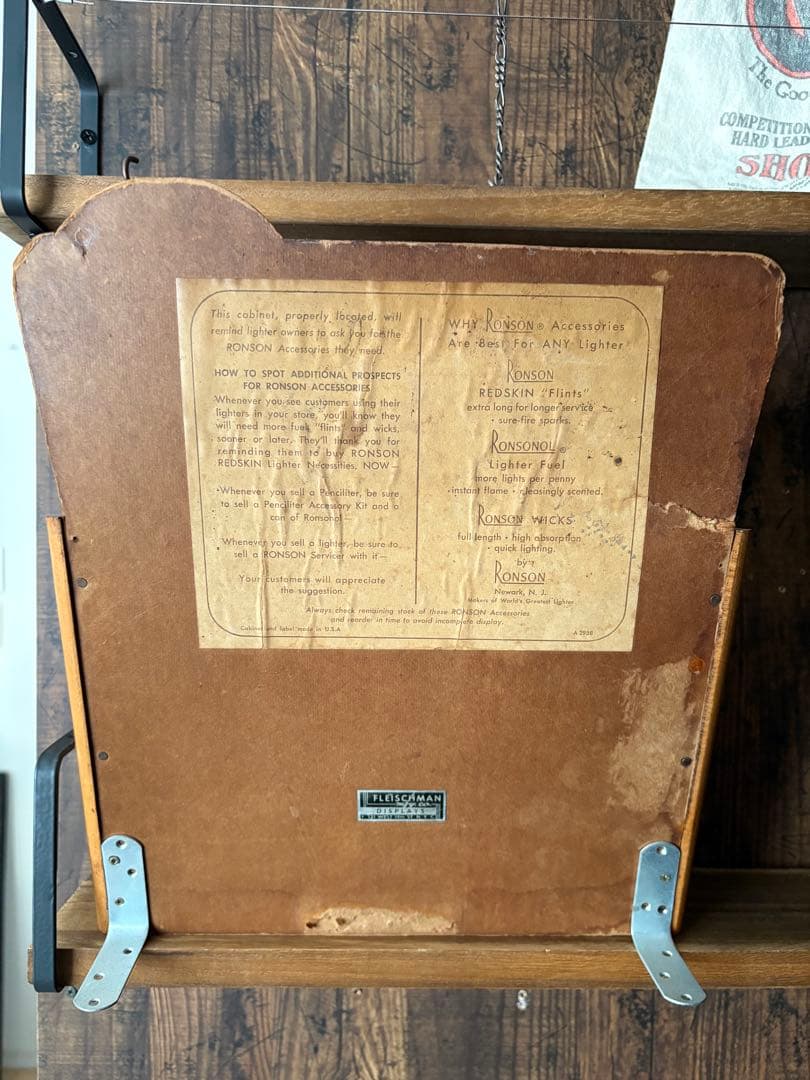 The Goo
COMPETITION
HARD LEAD
SHO
This cabinet, properly located, will
remind lighter owners to ask you for the
RONSON Accessories they need.
HOW TO SPOT ADDITIONAL PROSPECTS
FOR RONSON ACCESSORIES
Whenever you see customers using their
lighters in your store, you'll know they
will need more fuel, "flints" and wicks,
sooner or later. They'll thank you for
reminding them to buy RONSON
REDSKIN Lighter Necessities. NOW—
• Whenever you sell a Penciliter, be sure
to sell a Penciliter Accessory Kit and a
can of Ronsonol—
Whenever you sell a lighter, be sure to
sell a RONSON Servicer with it—
Your customers will appreciate
the suggestion.
WHY RONSON® Accessories
Are Best For ANY Lighter
RONSON
REDSKIN "Flints"
extra long for longer service
• sure-fire sparks.
RONSONOL®
Lighter Fuel
more lights per penny
• instant flame • pleasingly scented.
RONSON WICKS
full length • high absorption
• quick lighting.
by
RONSON
Newark, N. J.
Makers of World's Greatest Lighter
Always check remaining stock of these RONSON Accessories
and reorder in time to avoid incomplete display.
Cabinet and label made in U.S.A
A 2958
FLEISCHMAN
mfg. co.
DISPLAYS